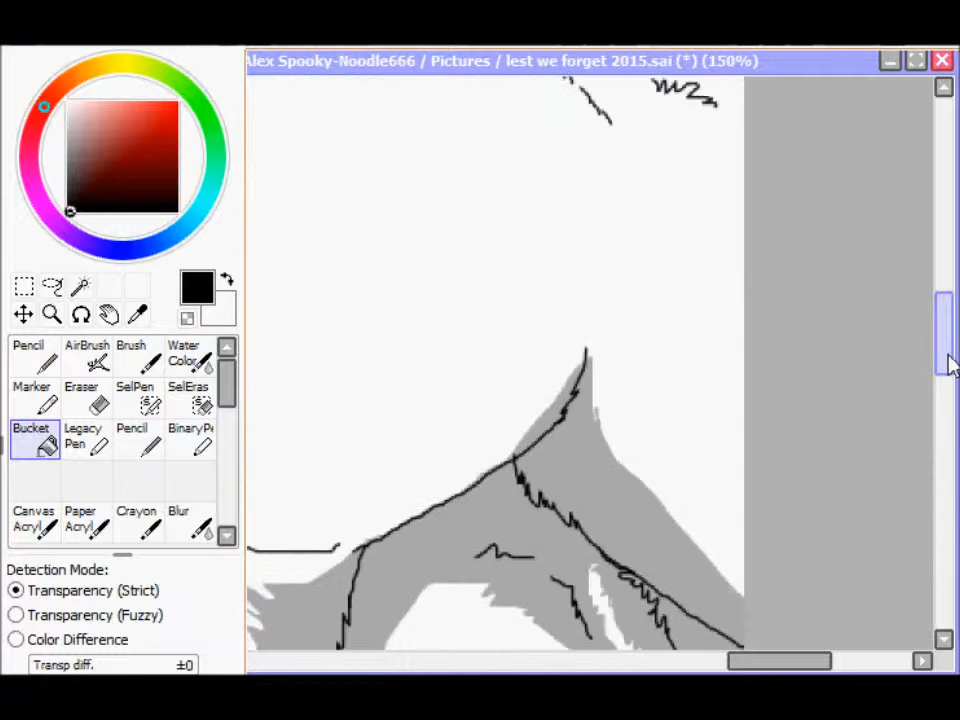 Alex Spooky-Noodle666 / Pictures / lest we forget 2015.sai (*) (150%)
Pencil
AirBrush
Brush
Water
Color
Marker
Eraser
SelPen
SelEras
Bucket
Legacy
Pen
Pencil
BinaryPe
Canvas
Acryl
Paper
Acryl
Crayon
Blur
Detection Mode:
Transparency (Strict)
Transparency (Fuzzy)
Color Difference
Transp diff. ±0